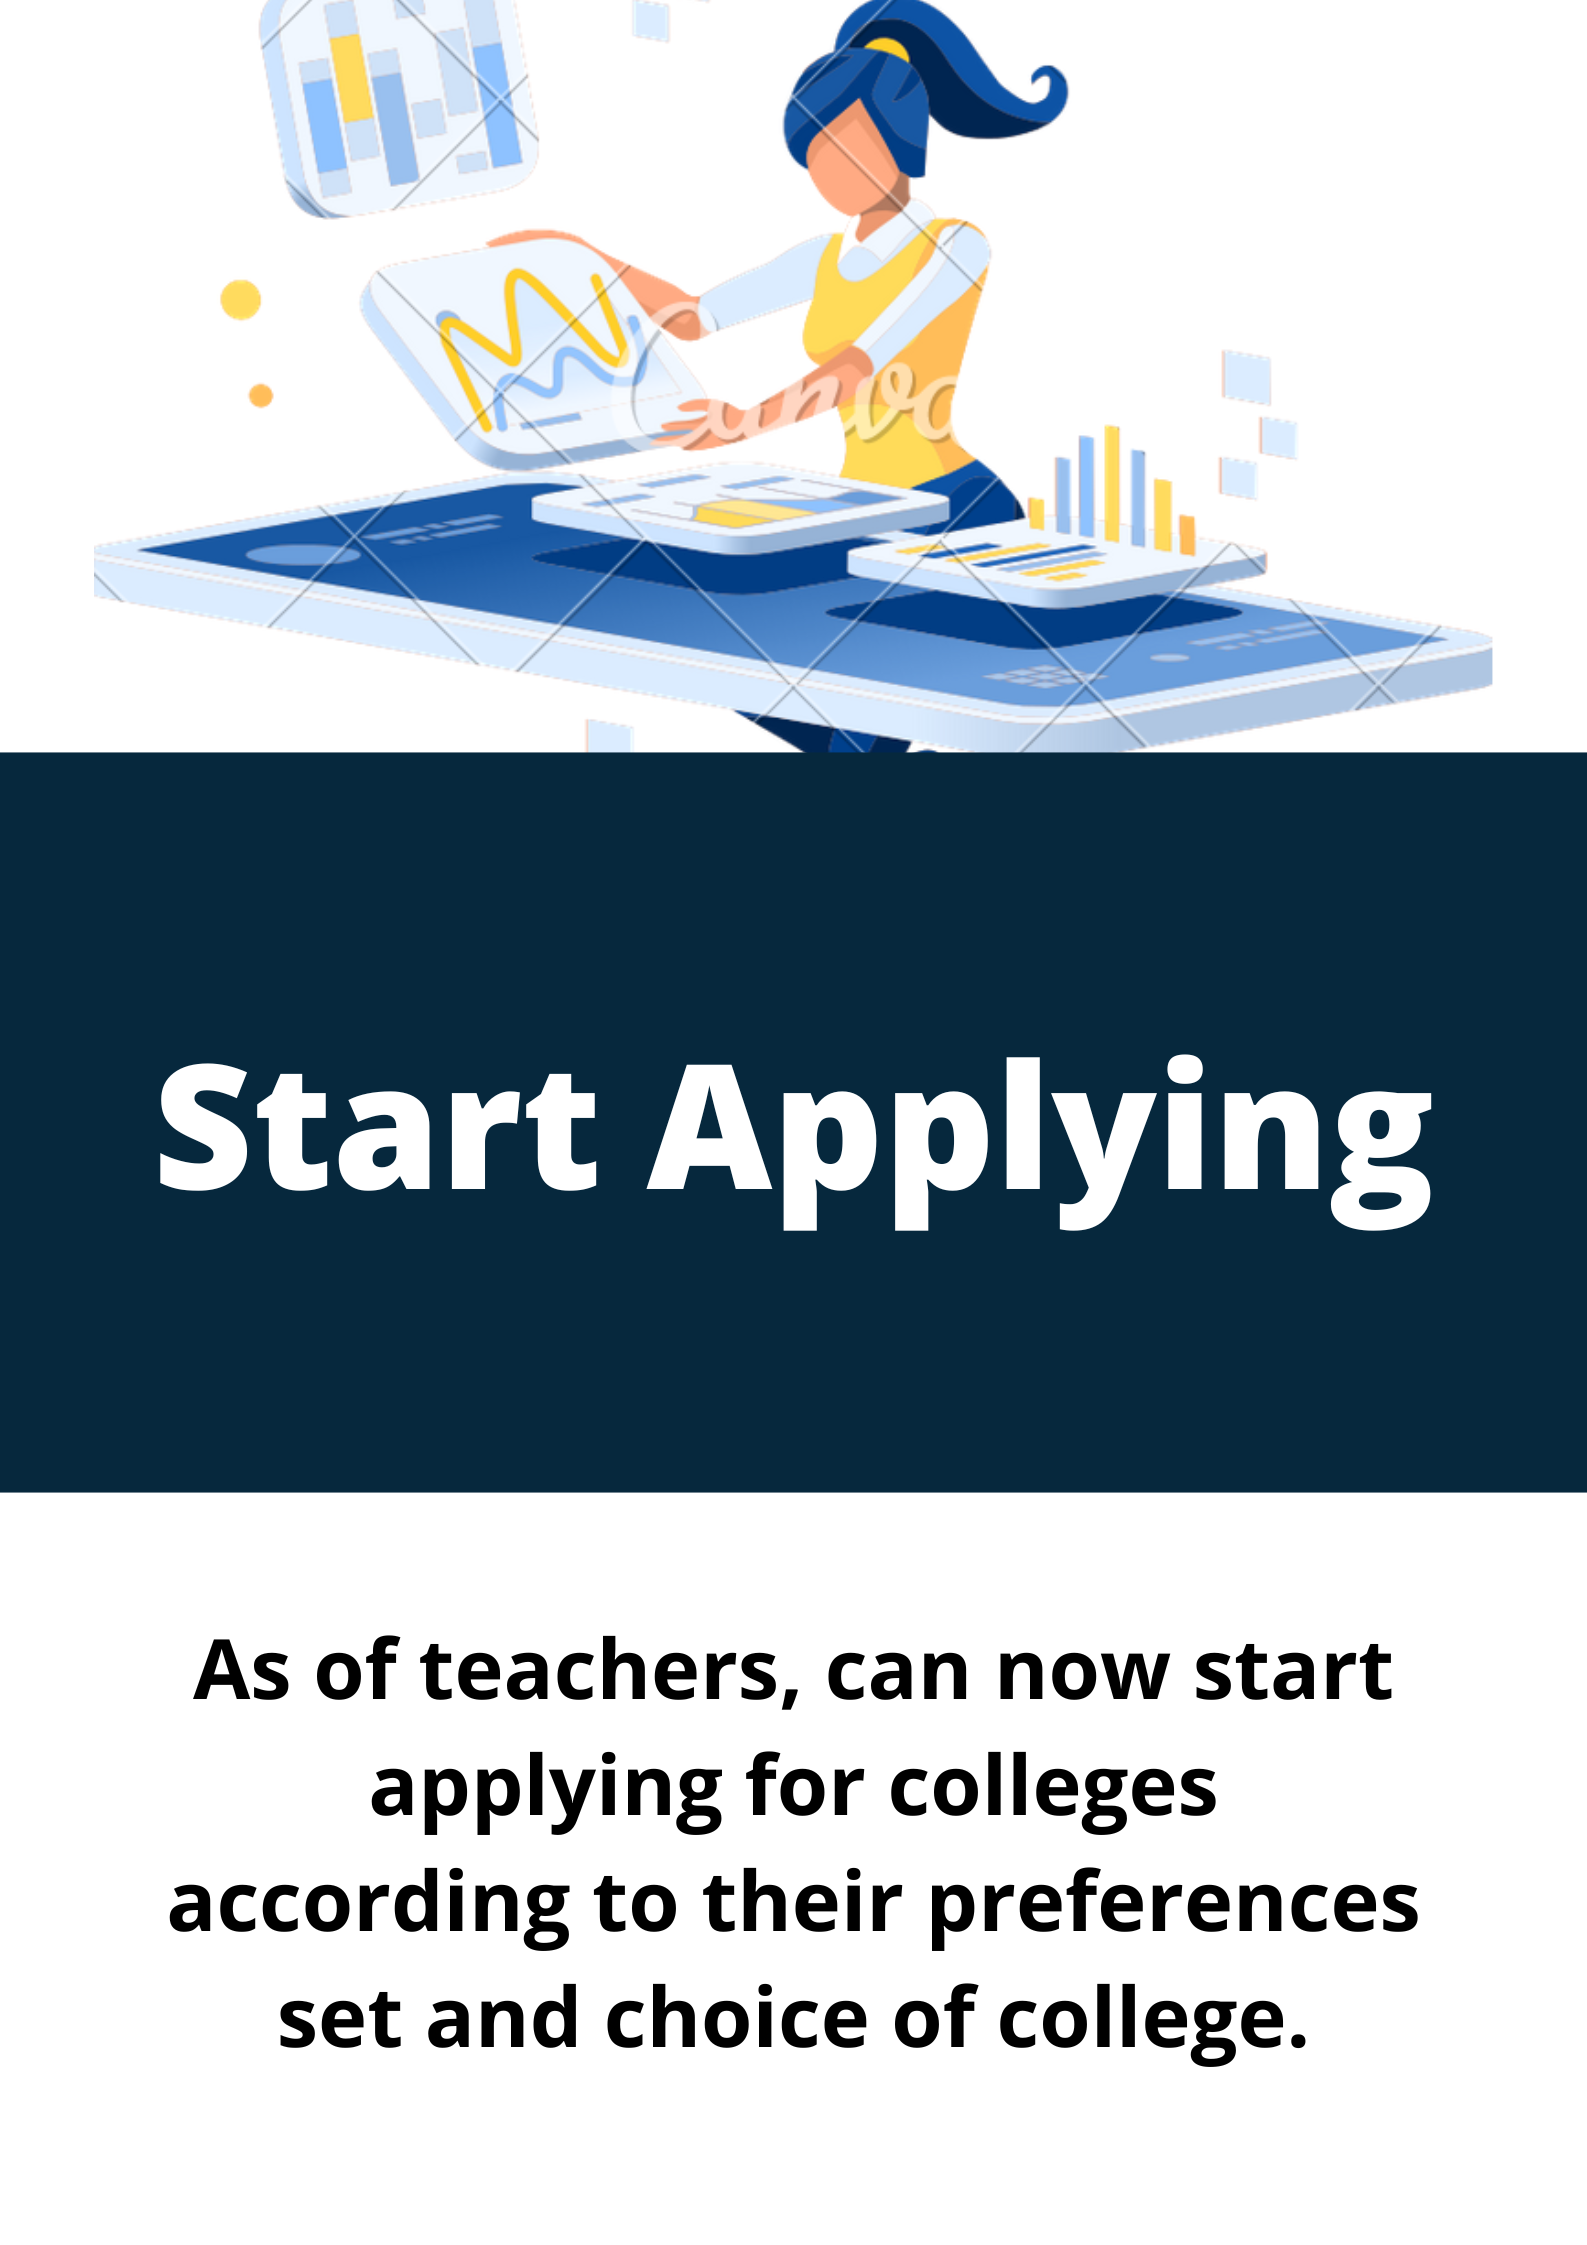 Canva
Start Applying
As of teachers, can now start
applying for colleges
according to their preferences
set and choice of college.